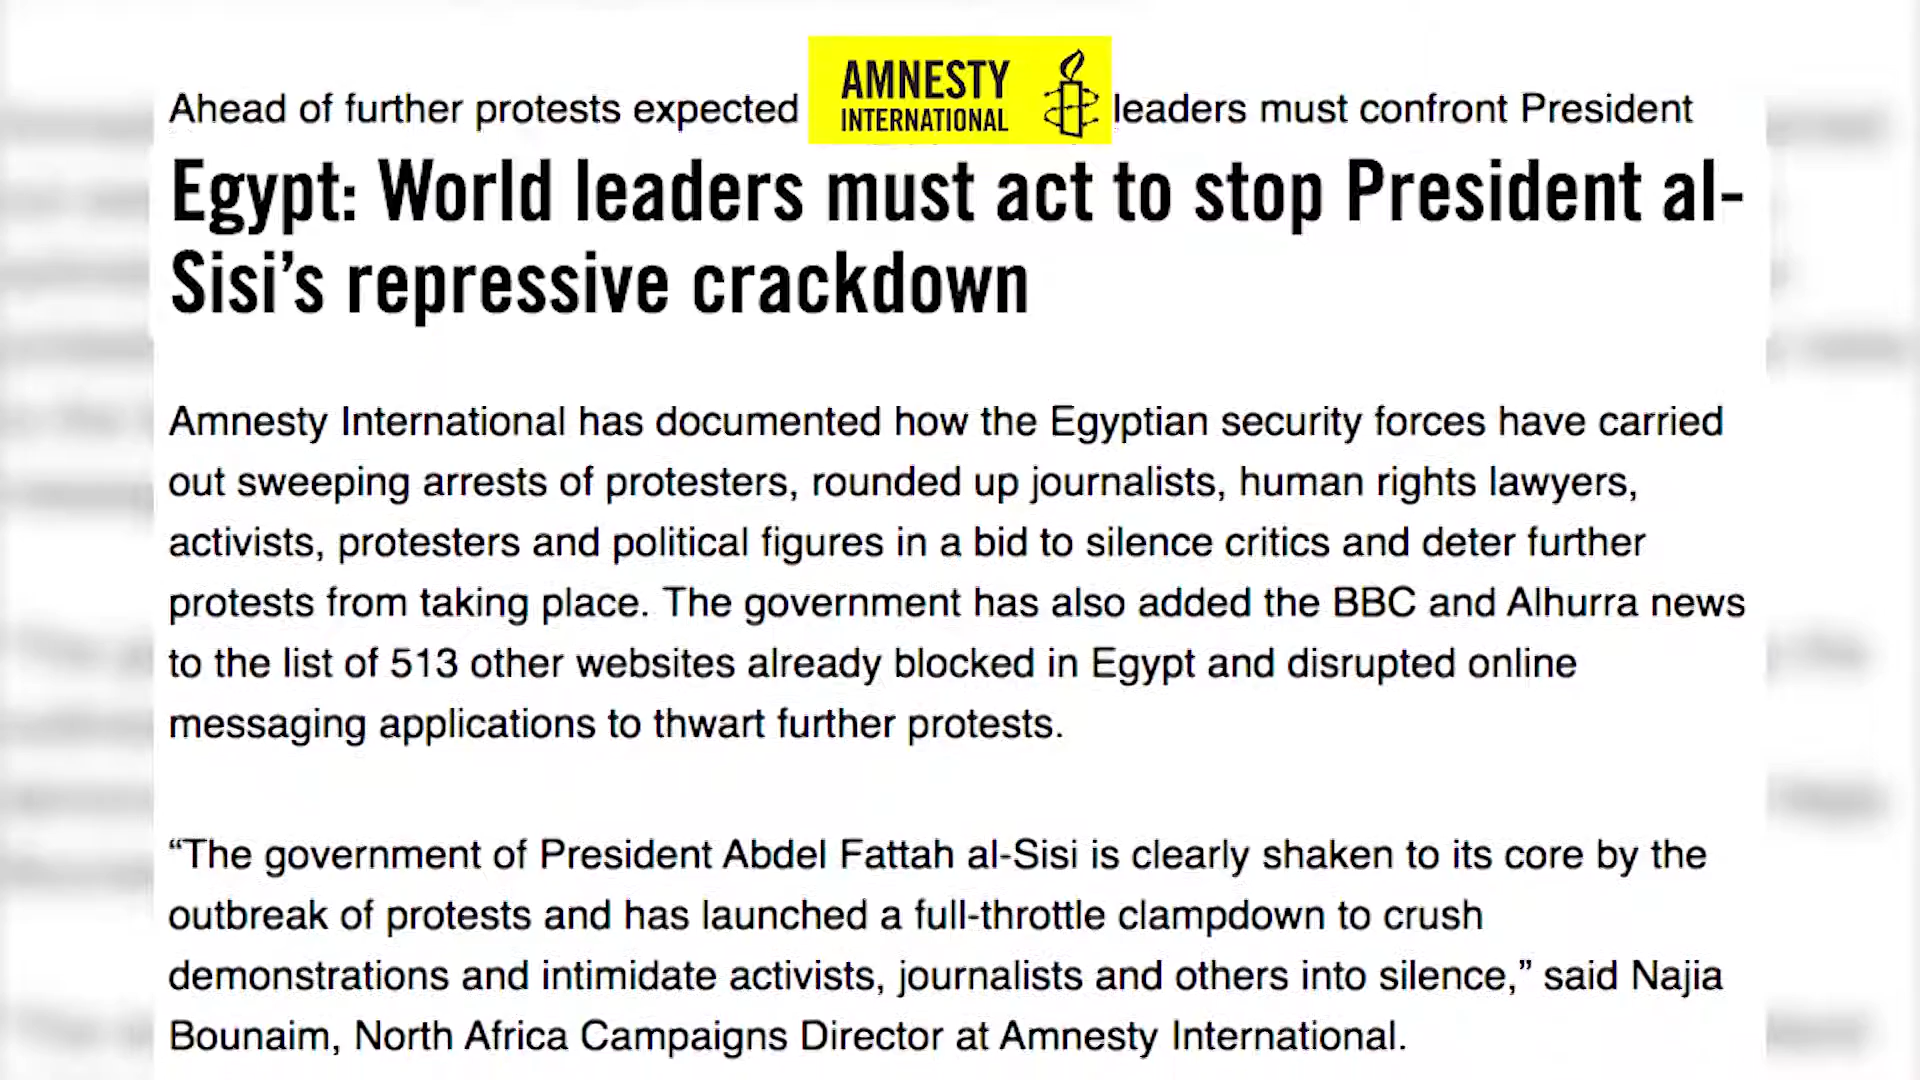 AMNESTY
INTERNATIONAL
Ahead of further protests expected leaders must confront President
Egypt: World leaders must act to stop President al-
Sisi’s repressive crackdown
Amnesty International has documented how the Egyptian security forces have carried
out sweeping arrests of protesters, rounded up journalists, human rights lawyers,
activists, protesters and political figures in a bid to silence critics and deter further
protests from taking place. The government has also added the BBC and Alhurra news
to the list of 513 other websites already blocked in Egypt and disrupted online
messaging applications to thwart further protests.
“The government of President Abdel Fattah al-Sisi is clearly shaken to its core by the
outbreak of protests and has launched a full-throttle clampdown to crush
demonstrations and intimidate activists, journalists and others into silence,” said Najia
Bounaim, North Africa Campaigns Director at Amnesty International.